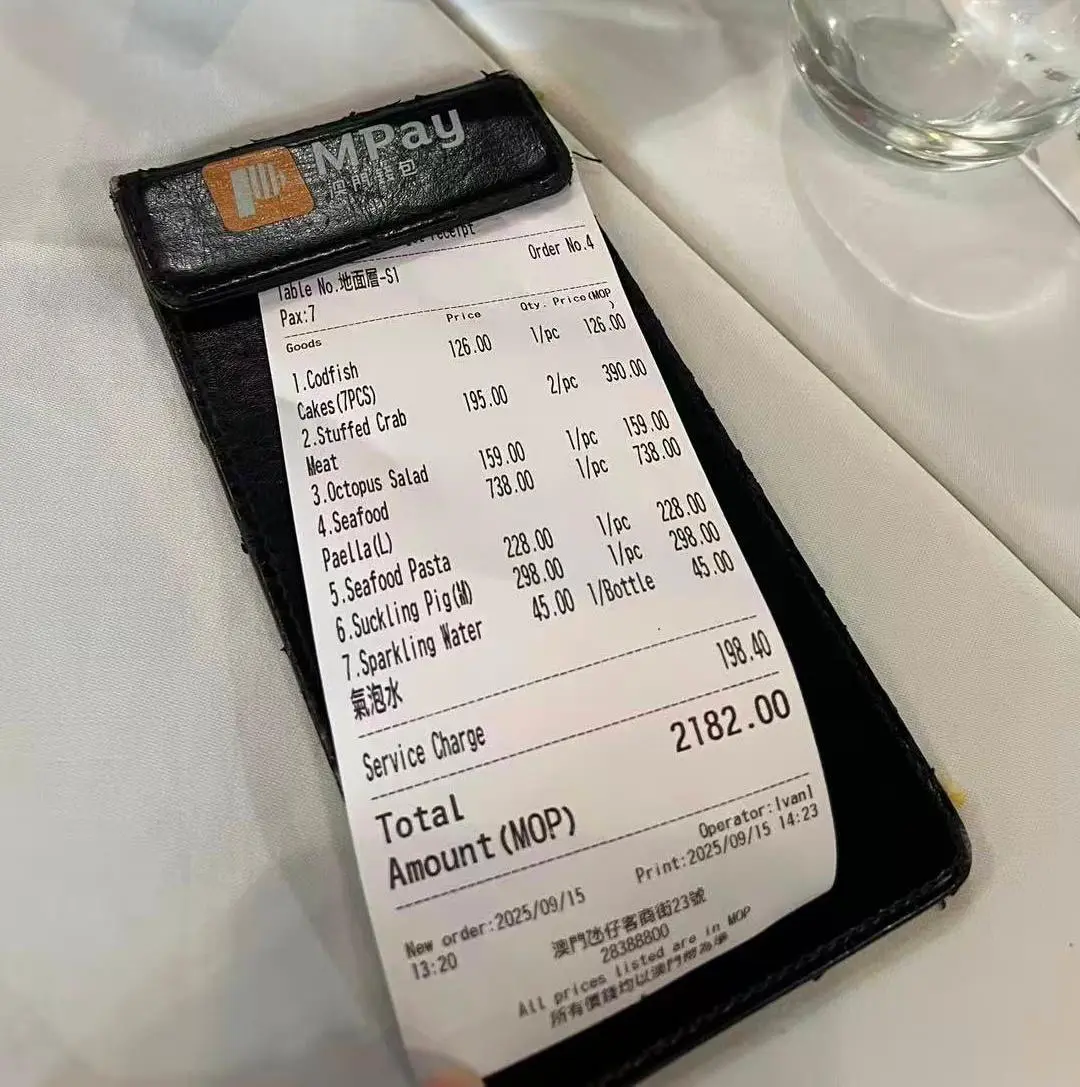 MPay
澳門錢包
receipt
Order No.4
Table No.地面層-S1
Pax:7
Goods Price Qty. Price(MOP)
1.Codfish 126.00 1/pc 126.00
Cakes(7PCS)
2.Stuffed Crab 195.00 2/pc 390.00
Meat
3.Octopus Salad 159.00 1/pc 159.00
4.Seafood 738.00 1/pc 738.00
Paella(L)
5.Seafood Pasta 228.00 1/pc 228.00
6.Suckling Pig(M) 298.00 1/pc 298.00
7.Sparkling Water 45.00 1/Bottle 45.00
氣泡水
Service Charge 198.40
Total 2182.00
Amount(MOP)
Operator:Ivan1
New order:2025/09/15 Print:2025/09/15 14:23
13:20
澳門氹仔客商街23號
28388800
All prices listed are in MOP
所有價錢均以澳門幣為